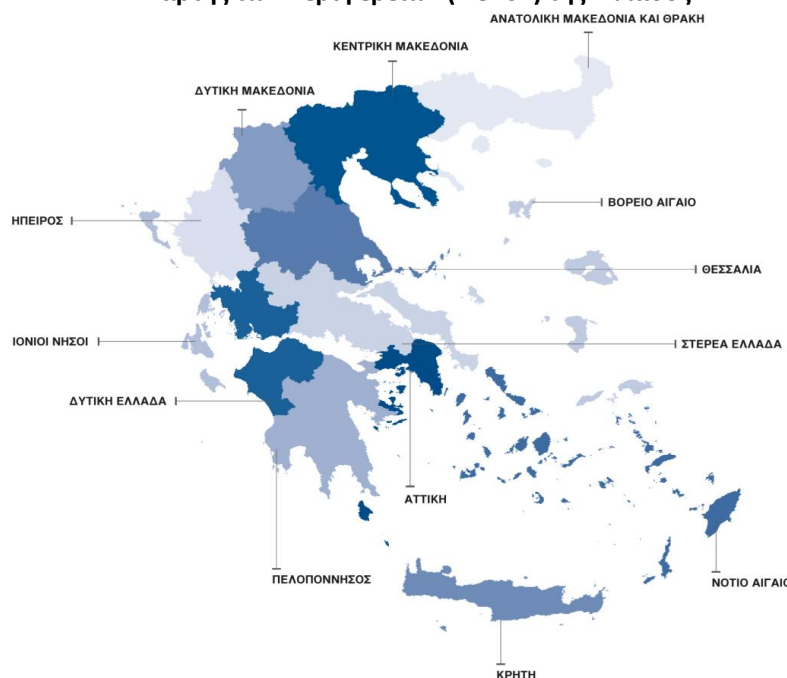 ΑΝΑΤΟΛΙΚΗ ΜΑΚΕΔΟΝΙΑ ΚΑΙ ΘΡΑΚΗ
ΚΕΝΤΡΙΚΗ ΜΑΚΕΔΟΝΙΑ
ΔΥΤΙΚΗ ΜΑΚΕΔΟΝΙΑ
ΒΟΡΕΙΟ ΑΙΓΑΙΟ
ΗΠΕΙΡΟΣ
ΘΕΣΣΑΛΙΑ
ΙΟΝΙΟΙ ΝΗΣΟΙ
ΣΤΕΡΕΑ ΕΛΛΑΔΑ
ΔΥΤΙΚΗ ΕΛΛΑΔΑ
ΑΤΤΙΚΗ
ΠΕΛΟΠΟΝΝΗΣΟΣ
ΝΟΤΙΟ ΑΙΓΑΙΟ
ΚΡΗΤΗ